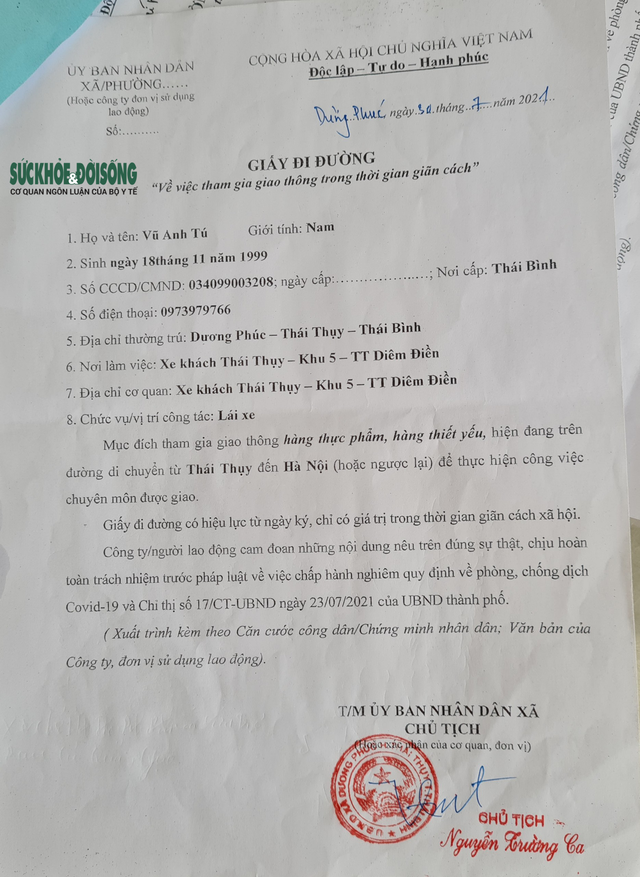 ỦY BAN NHÂN DÂN
XÃ/PHƯỜNG……
(Hoặc công ty đơn vị sử dụng
lao động)
Số:……….
CỘNG HÒA XÃ HỘI CHỦ NGHĨA VIỆT NAM
Độc lập – Tự do – Hạnh phúc
Dương Phúc ngày 30 tháng 7 năm 2021
SỨCKHỎE&ĐỜISỐNG
CƠ QUAN NGÔN LUẬN CỦA BỘ Y TẾ
GIẤY ĐI ĐƯỜNG
“Về việc tham gia giao thông trong thời gian giãn cách”
1. Họ và tên: Vũ Anh Tú Giới tính: Nam
2. Sinh ngày 18tháng 11 năm 1999
3. Số CCCD/CMND: 034099003208; ngày cấp:………………; Nơi cấp: Thái Bình
4. Số điện thoại: 0973979766
5. Địa chỉ thường trú: Dương Phúc – Thái Thụy – Thái Bình
6. Nơi làm việc: Xe khách Thái Thụy – Khu 5 – TT Diêm Điền
7. Địa chỉ cơ quan: Xe khách Thái Thụy – Khu 5 – TT Diêm Điền
8. Chức vụ/vị trí công tác: Lái xe
Mục đích tham gia giao thông hàng thực phẩm, hàng thiết yếu, hiện đang trên
đường di chuyển từ Thái Thụy đến Hà Nội (hoặc ngược lại) để thực hiện công việc
chuyên môn được giao.
- Giấy đi đường có hiệu lực từ ngày ký, chỉ có giá trị trong thời gian giãn cách xã hội.
Công ty/người lao động cam đoan những nội dung nêu trên đúng sự thật, chịu hoàn
toàn trách nhiệm trước pháp luật về việc chấp hành nghiêm quy định về phòng, chống dịch
Covid-19 và Chỉ thị số 17/CT-UBND ngày 23/07/2021 của UBND thành phố.
( Xuất trình kèm theo Căn cước công dân/Chứng minh nhân dân; Văn bản của
Công ty, đơn vị sử dụng lao động).
T/M ỦY BAN NHÂN DÂN XÃ
CHỦ TỊCH
(Hoặc xác nhận của cơ quan, đơn vị)
U.B.N.D XÃ DƯƠNG PHÚC
CHỦ TỊCH
Nguyễn Trường Ca